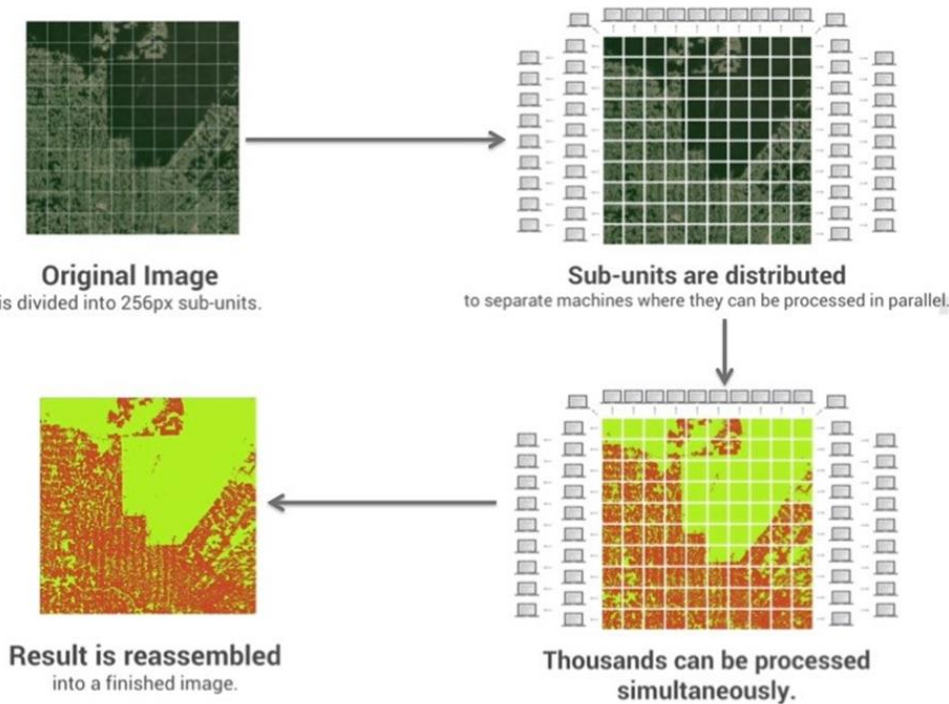 Original Image
is divided into 256px sub-units.
Sub-units are distributed
to separate machines where they can be processed in parallel.
Result is reassembled
into a finished image.
Thousands can be processed
simultaneously.